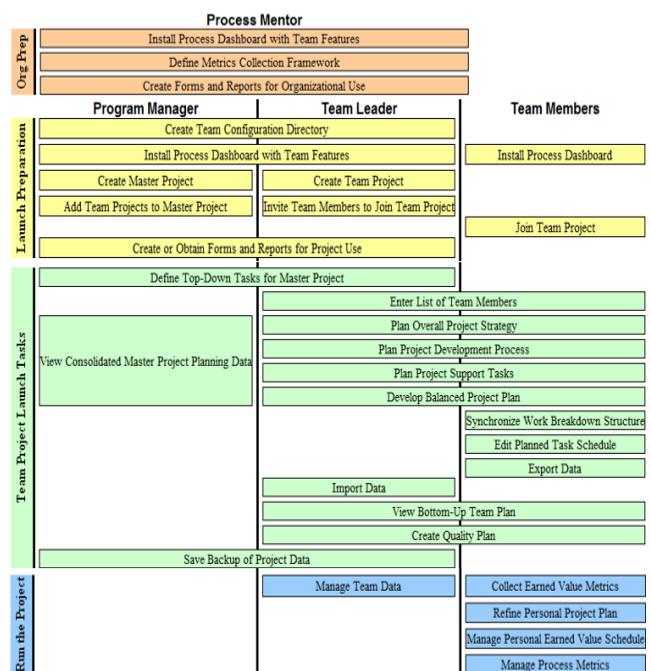 Process Mentor
Org Prep
Install Process Dashboard with Team Features
Define Metrics Collection Framework
Create Forms and Reports for Organizational Use
Program Manager
Team Leader
Team Members
Launch Preparation
Create Team Configuration Directory
Install Process Dashboard with Team Features
Install Process Dashboard
Create Master Project
Create Team Project
Add Team Projects to Master Project
Invite Team Members to Join Team Project
Join Team Project
Create or Obtain Forms and Reports for Project Use
Team Project Launch Tasks
Define Top-Down Tasks for Master Project
Enter List of Team Members
View Consolidated Master Project Planning Data
Plan Overall Project Strategy
Plan Project Development Process
Plan Project Support Tasks
Develop Balanced Project Plan
Synchronize Work Breakdown Structure
Edit Planned Task Schedule
Export Data
Import Data
View Bottom-Up Team Plan
Create Quality Plan
Save Backup of Project Data
Run the Project
Manage Team Data
Collect Earned Value Metrics
Refine Personal Project Plan
Manage Personal Earned Value Schedule
Manage Process Metrics